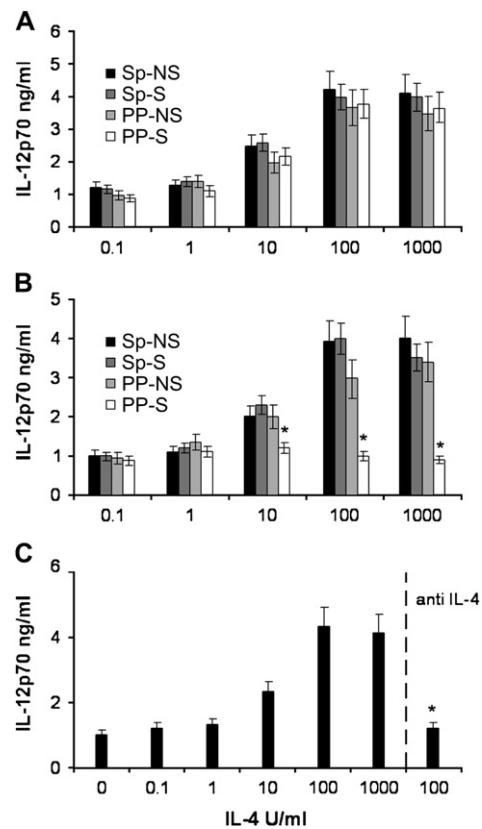 A
IL-12p70 ng/ml
6
5
4
3
2
1
0
Sp-NS
Sp-S
PP-NS
PP-S
0.1 1 10 100 1000
B
IL-12p70 ng/ml
5
4
3
2
1
0
Sp-NS
Sp-S
PP-NS
PP-S
* * *
0.1 1 10 100 1000
C
IL-12p70 ng/ml
6
4
2
0
anti IL-4
*
0 0.1 1 10 100 1000 100
IL-4 U/ml